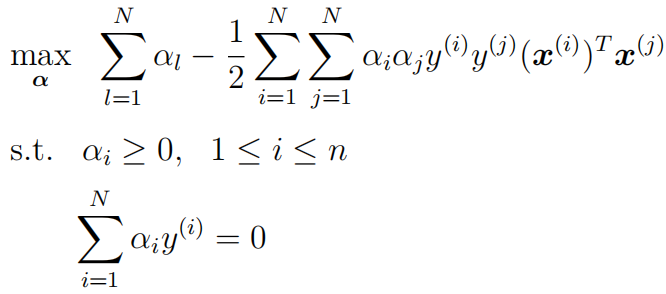 max_α ∑_{l=1}^{N} α_l − 1/2 ∑_{i=1}^{N} ∑_{j=1}^{N} α_i α_j y^{(i)} y^{(j)} (x^{(i)})^T x^{(j)}
s.t. α_i ≥ 0, 1 ≤ i ≤ n
∑_{i=1}^{N} α_i y^{(i)} = 0